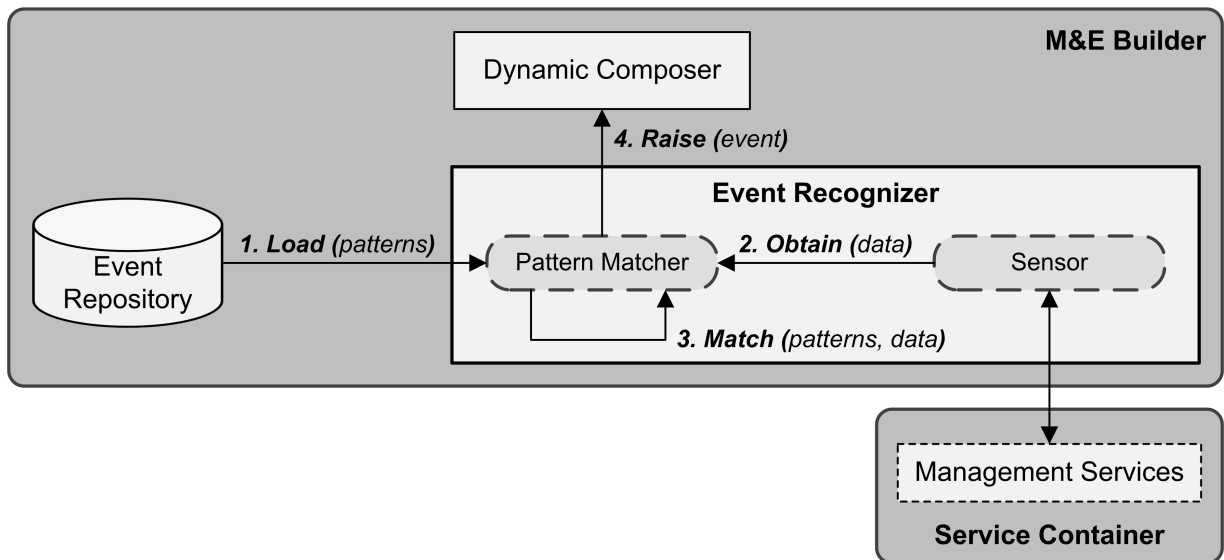 M&E Builder
Dynamic Composer
4. Raise (event)
Event Recognizer
1. Load (patterns)
2. Obtain (data)
Pattern Matcher
Sensor
Event
Repository
3. Match (patterns, data)
Management Services
Service Container